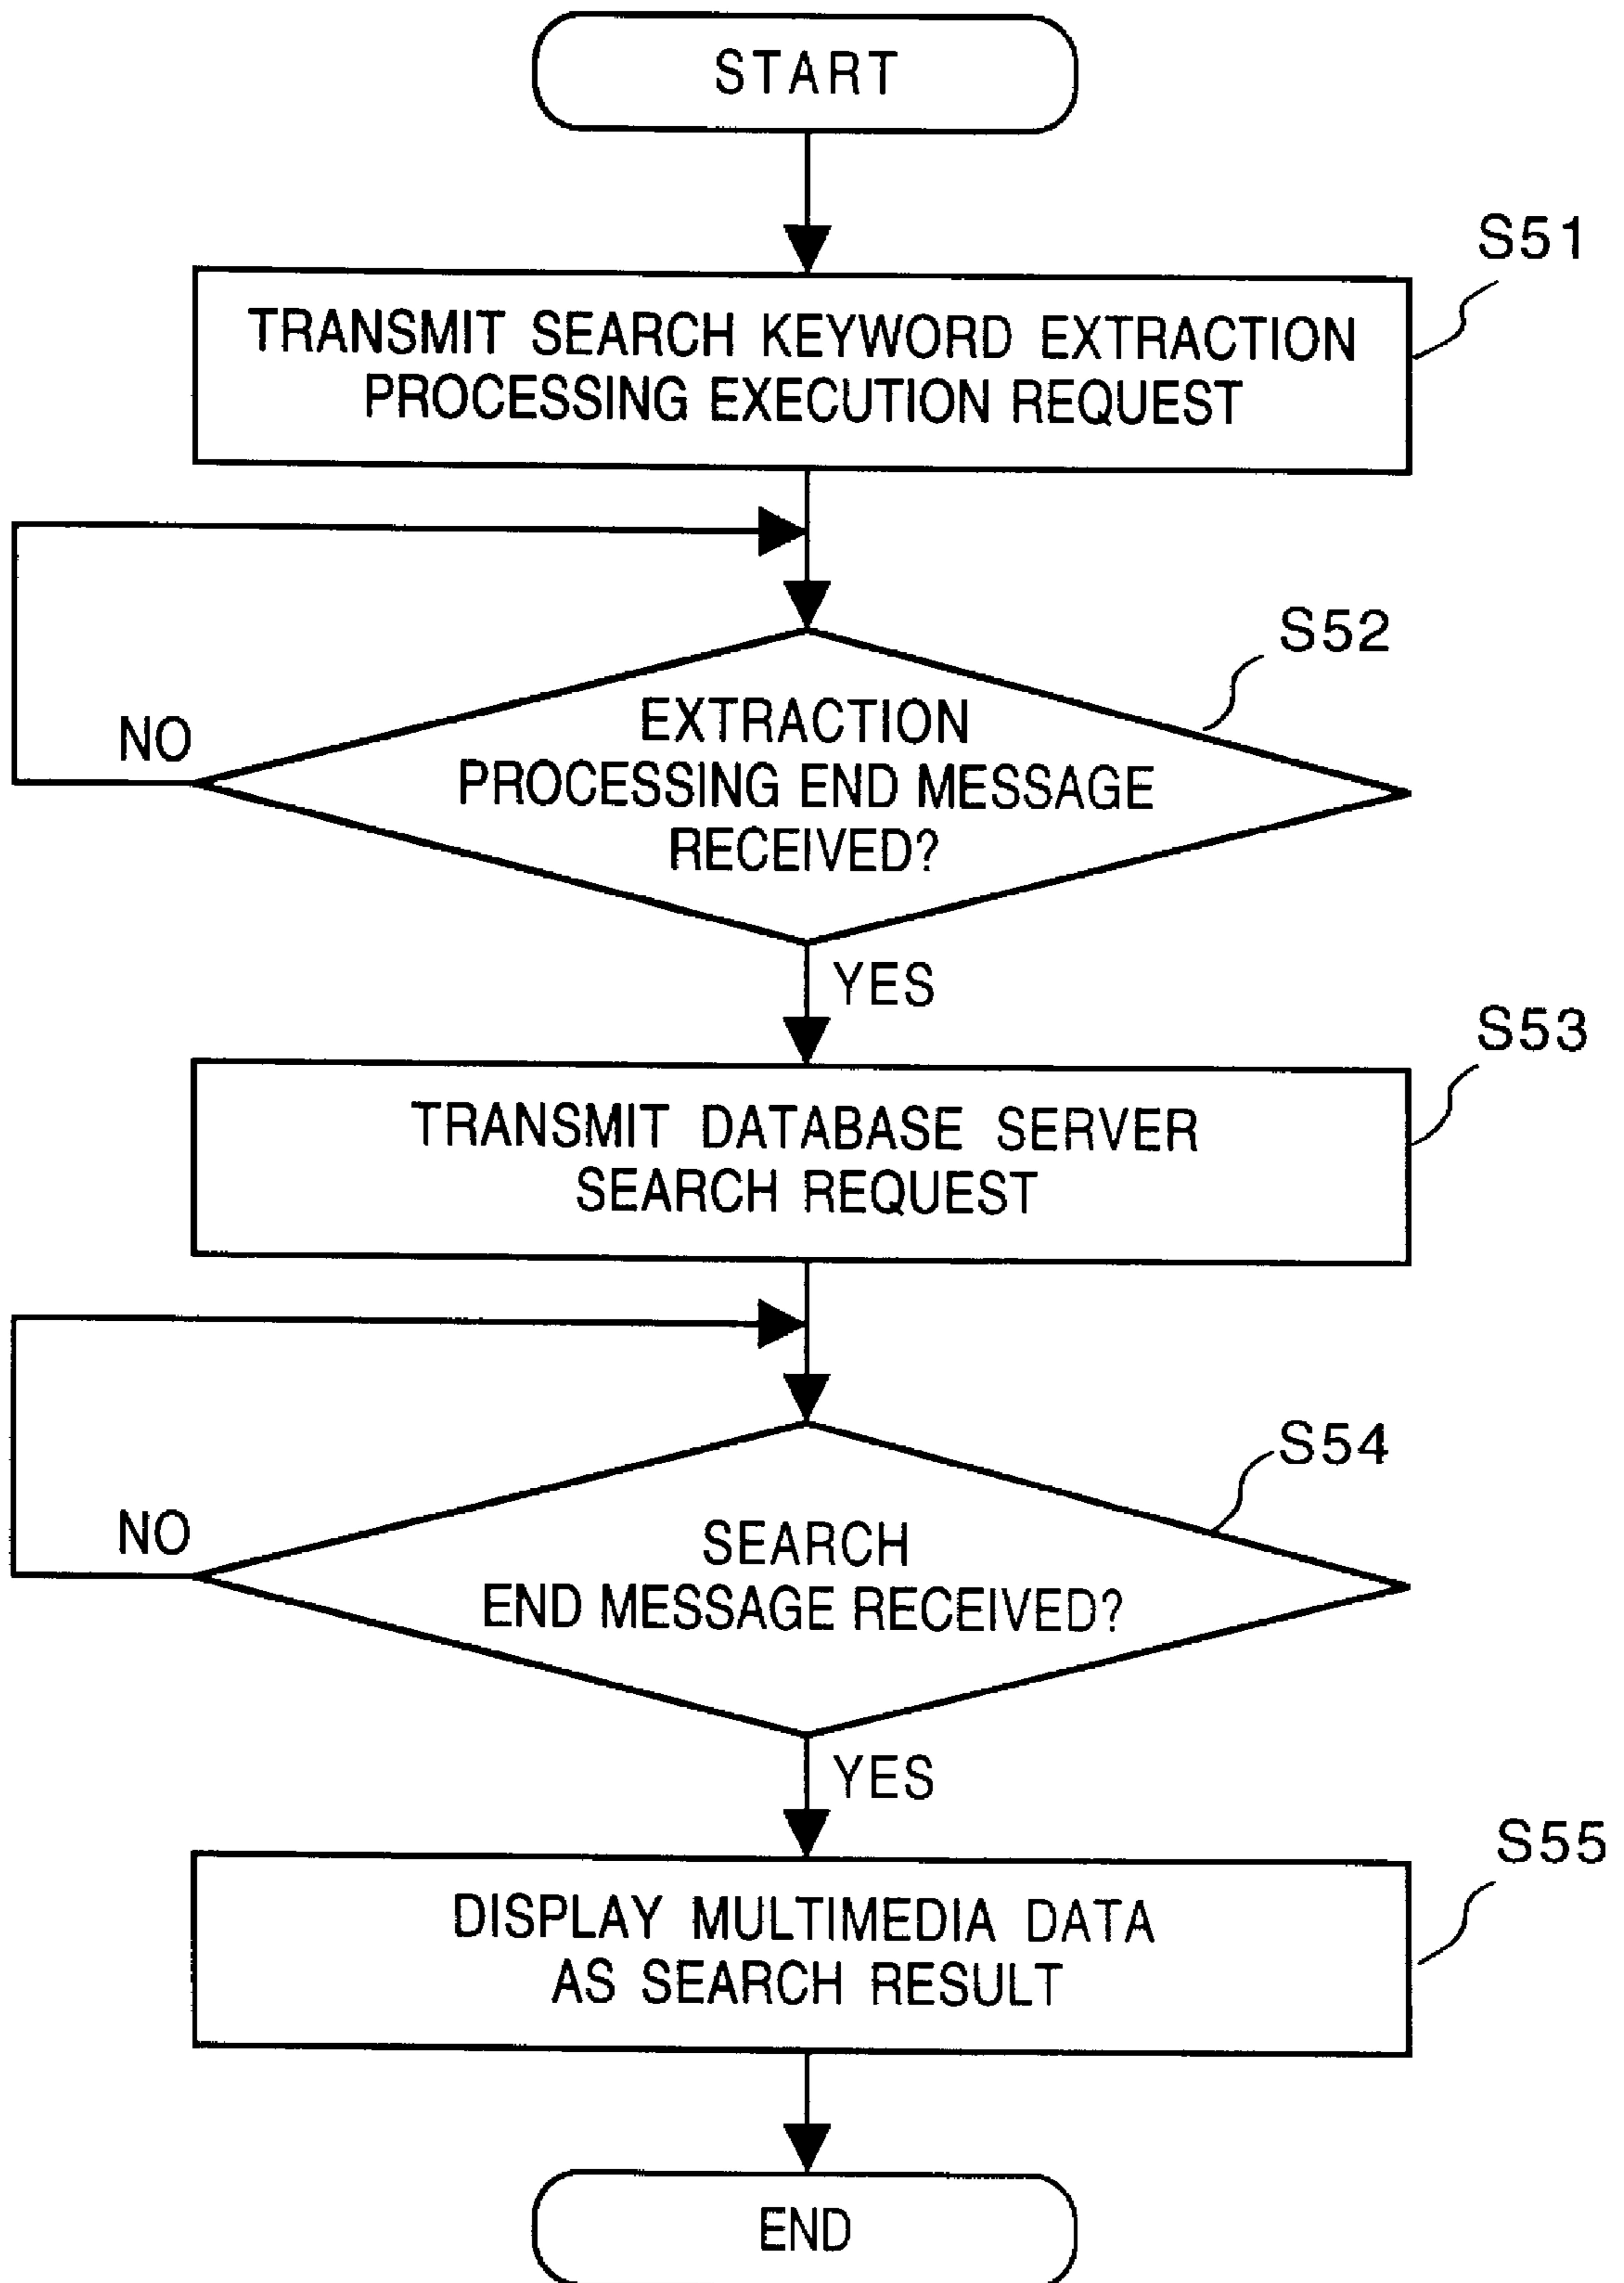 START
S51
TRANSMIT SEARCH KEYWORD EXTRACTION
PROCESSING EXECUTION REQUEST
S52
NO
EXTRACTION
PROCESSING END MESSAGE
RECEIVED?
YES
S53
TRANSMIT DATABASE SERVER
SEARCH REQUEST
S54
NO
SEARCH
END MESSAGE RECEIVED?
YES
S55
DISPLAY MULTIMEDIA DATA
AS SEARCH RESULT
END